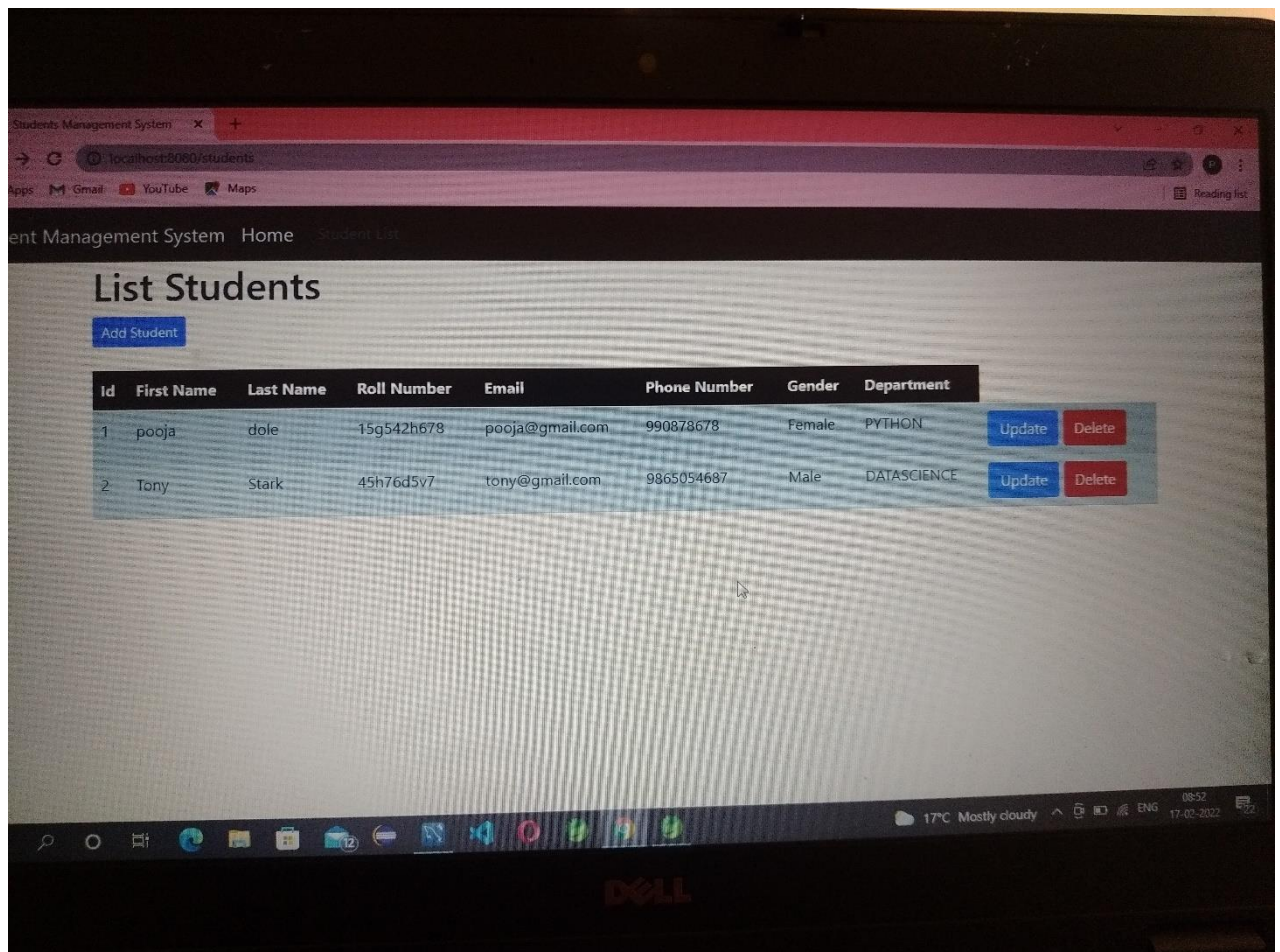 Students Management System
localhost:8080/students
Apps Gmail YouTube Maps Reading list
ent Management System Home Student List
List Students
Add Student
Id First Name Last Name Roll Number Email Phone Number Gender Department
1 pooja dole 15g542h678 pooja@gmail.com 990878678 Female PYTHON Update Delete
2 Tony Stark 45h76d5v7 tony@gmail.com 9865054687 Male DATASCIENCE Update Delete
12 17°C Mostly cloudy ENG 08:52
17-02-2022 22
DELL